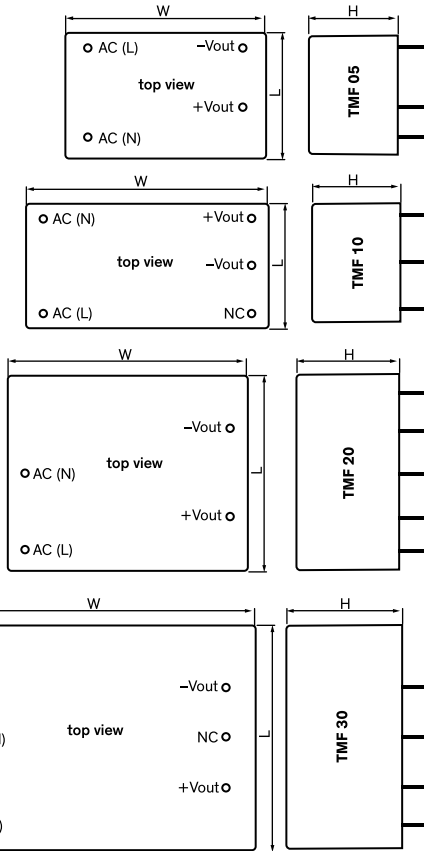 W
H
AC (L)
–Vout
top view
L
TMF 05
+Vout
AC (N)
W
H
AC (N)
+Vout
top view
–Vout
L
TMF 10
AC (L)
NC
W
H
–Vout
top view
L
TMF 20
AC (N)
+Vout
AC (L)
W
H
–Vout
top view
NC
L
TMF 30
+Vout